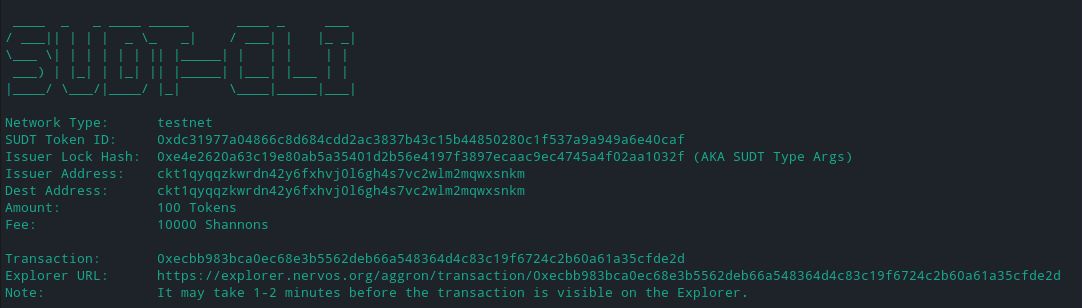 SUDT-CLI
Network Type: testnet
SUDT Token ID: 0xdc31977a04866c8d684cdd2ac3837b43c15b44850280c1f537a9a949a6e40caf
Issuer Lock Hash: 0xe4e2620a63c19e80ab5a35401d2b56e4197f3897ecaac9ec4745a4f02aa1032f (AKA SUDT Type Args)
Issuer Address: ckt1qyqqzkwrdn42y6fxhvj0l6gh4s7vc2wlm2mqwxsnkm
Dest Address: ckt1qyqqzkwrdn42y6fxhvj0l6gh4s7vc2wlm2mqwxsnkm
Amount: 100 Tokens
Fee: 10000 Shannons
Transaction: 0xecbb983bca0ec68e3b5562deb66a548364d4c83c19f6724c2b60a61a35cfde2d
Explorer URL: https://explorer.nervos.org/aggron/transaction/0xecbb983bca0ec68e3b5562deb66a548364d4c83c19f6724c2b60a61a35cfde2d
Note: It may take 1-2 minutes before the transaction is visible on the Explorer.